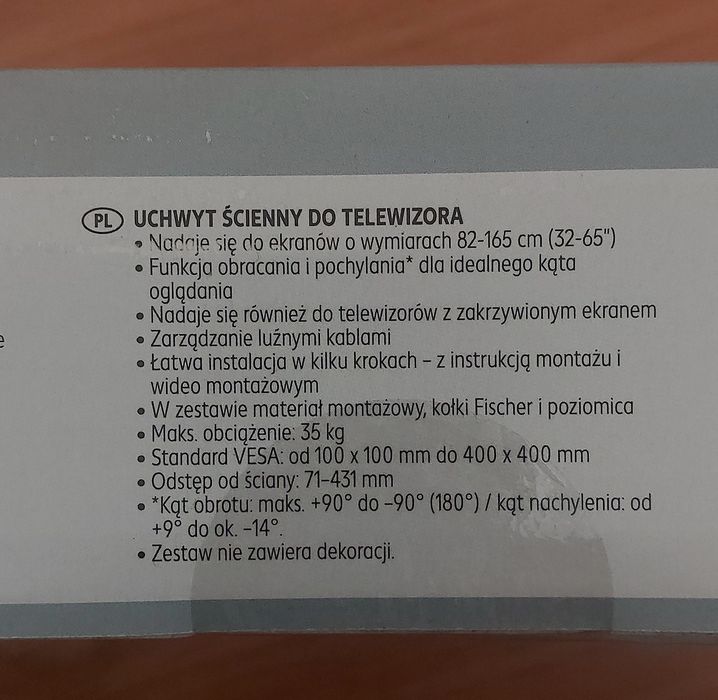 PL UCHWYT ŚCIENNY DO TELEWIZORA
• Nadaje się do ekranów o wymiarach 82-165 cm (32-65")
• Funkcja obracania i pochylania* dla idealnego kąta
oglądania
• Nadaje się również do telewizorów z zakrzywionym ekranem
• Zarządzanie luźnymi kablami
• Łatwa instalacja w kilku krokach – z instrukcją montażu i
wideo montażowym
• W zestawie materiał montażowy, kołki Fischer i poziomica
• Maks. obciążenie: 35 kg
• Standard VESA: od 100 x 100 mm do 400 x 400 mm
• Odstęp od ściany: 71–431 mm
• *Kąt obrotu: maks. +90° do –90° (180°) / kąt nachylenia: od
+9° do ok. –14°.
• Zestaw nie zawiera dekoracji.